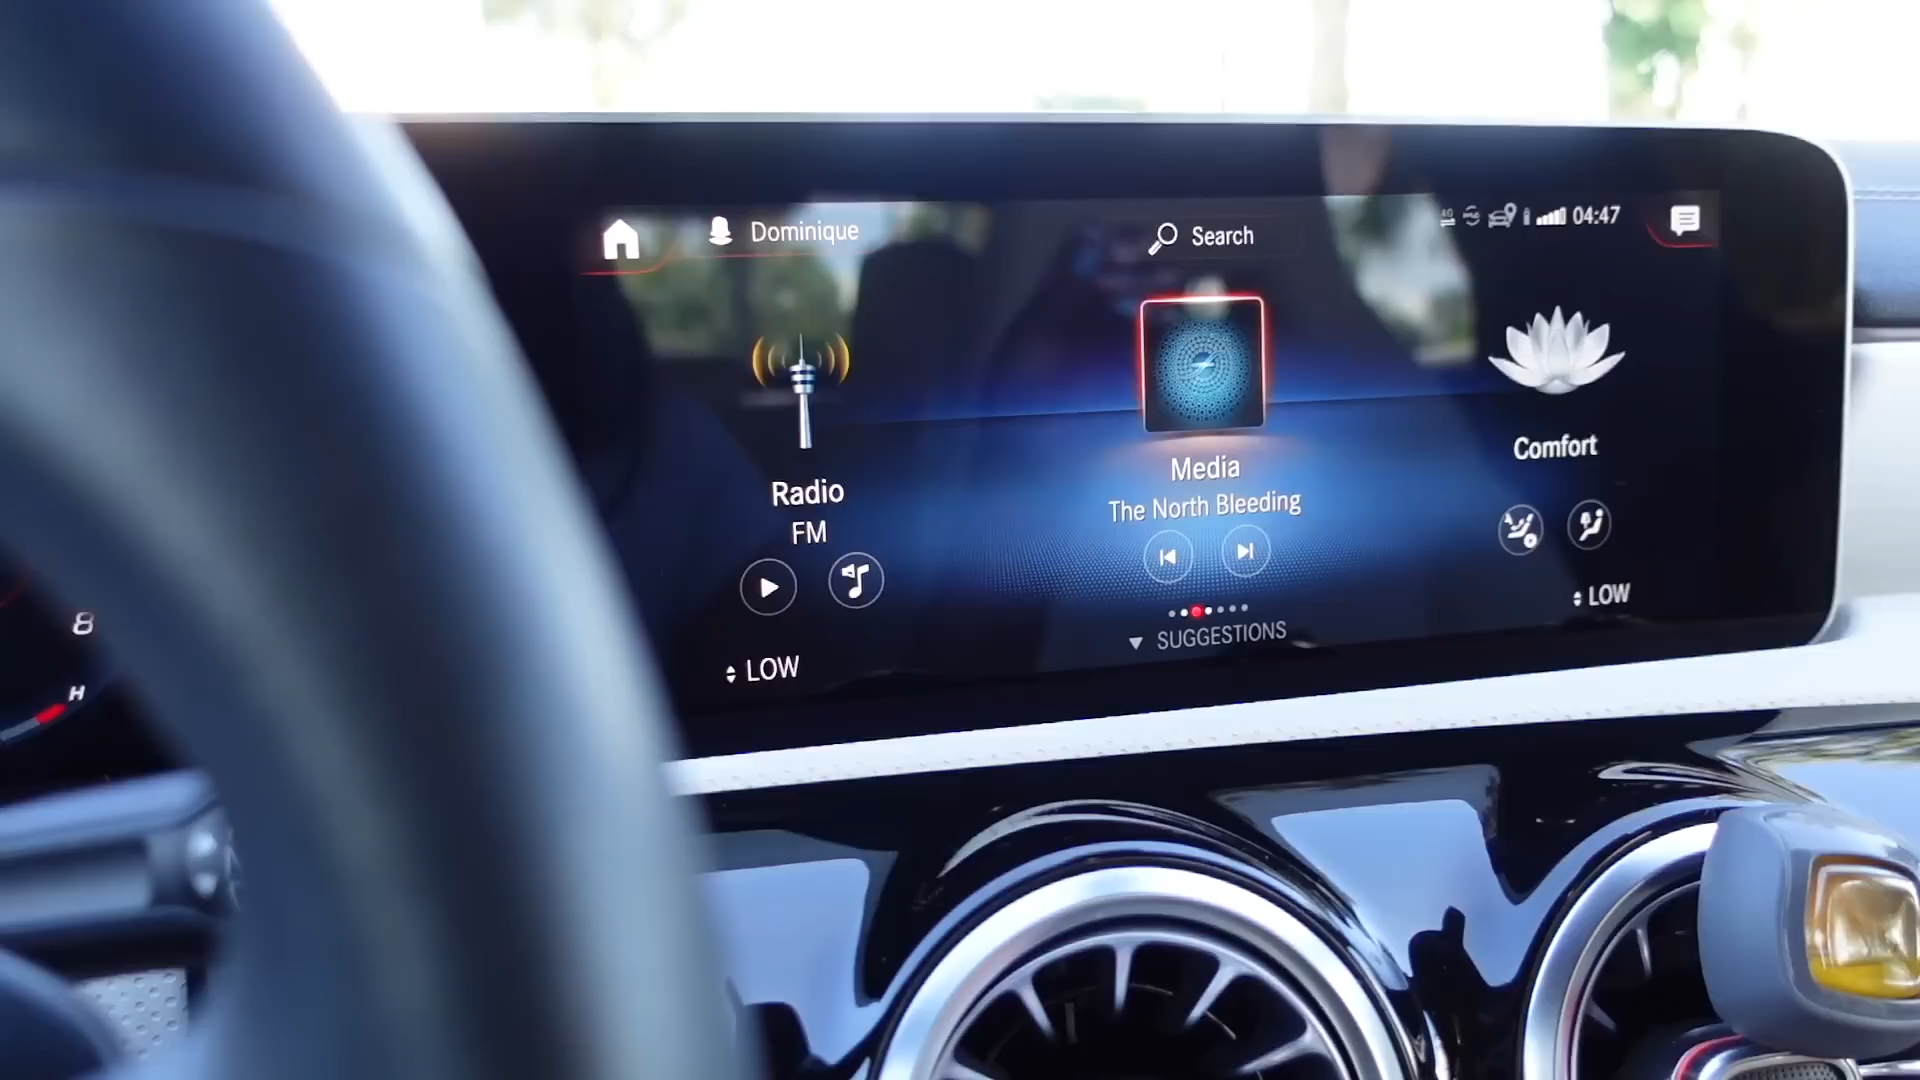 Dominique
Search
04:47
Radio
FM
Media
The North Bleeding
Comfort
SUGGESTIONS
LOW
LOW
8
H